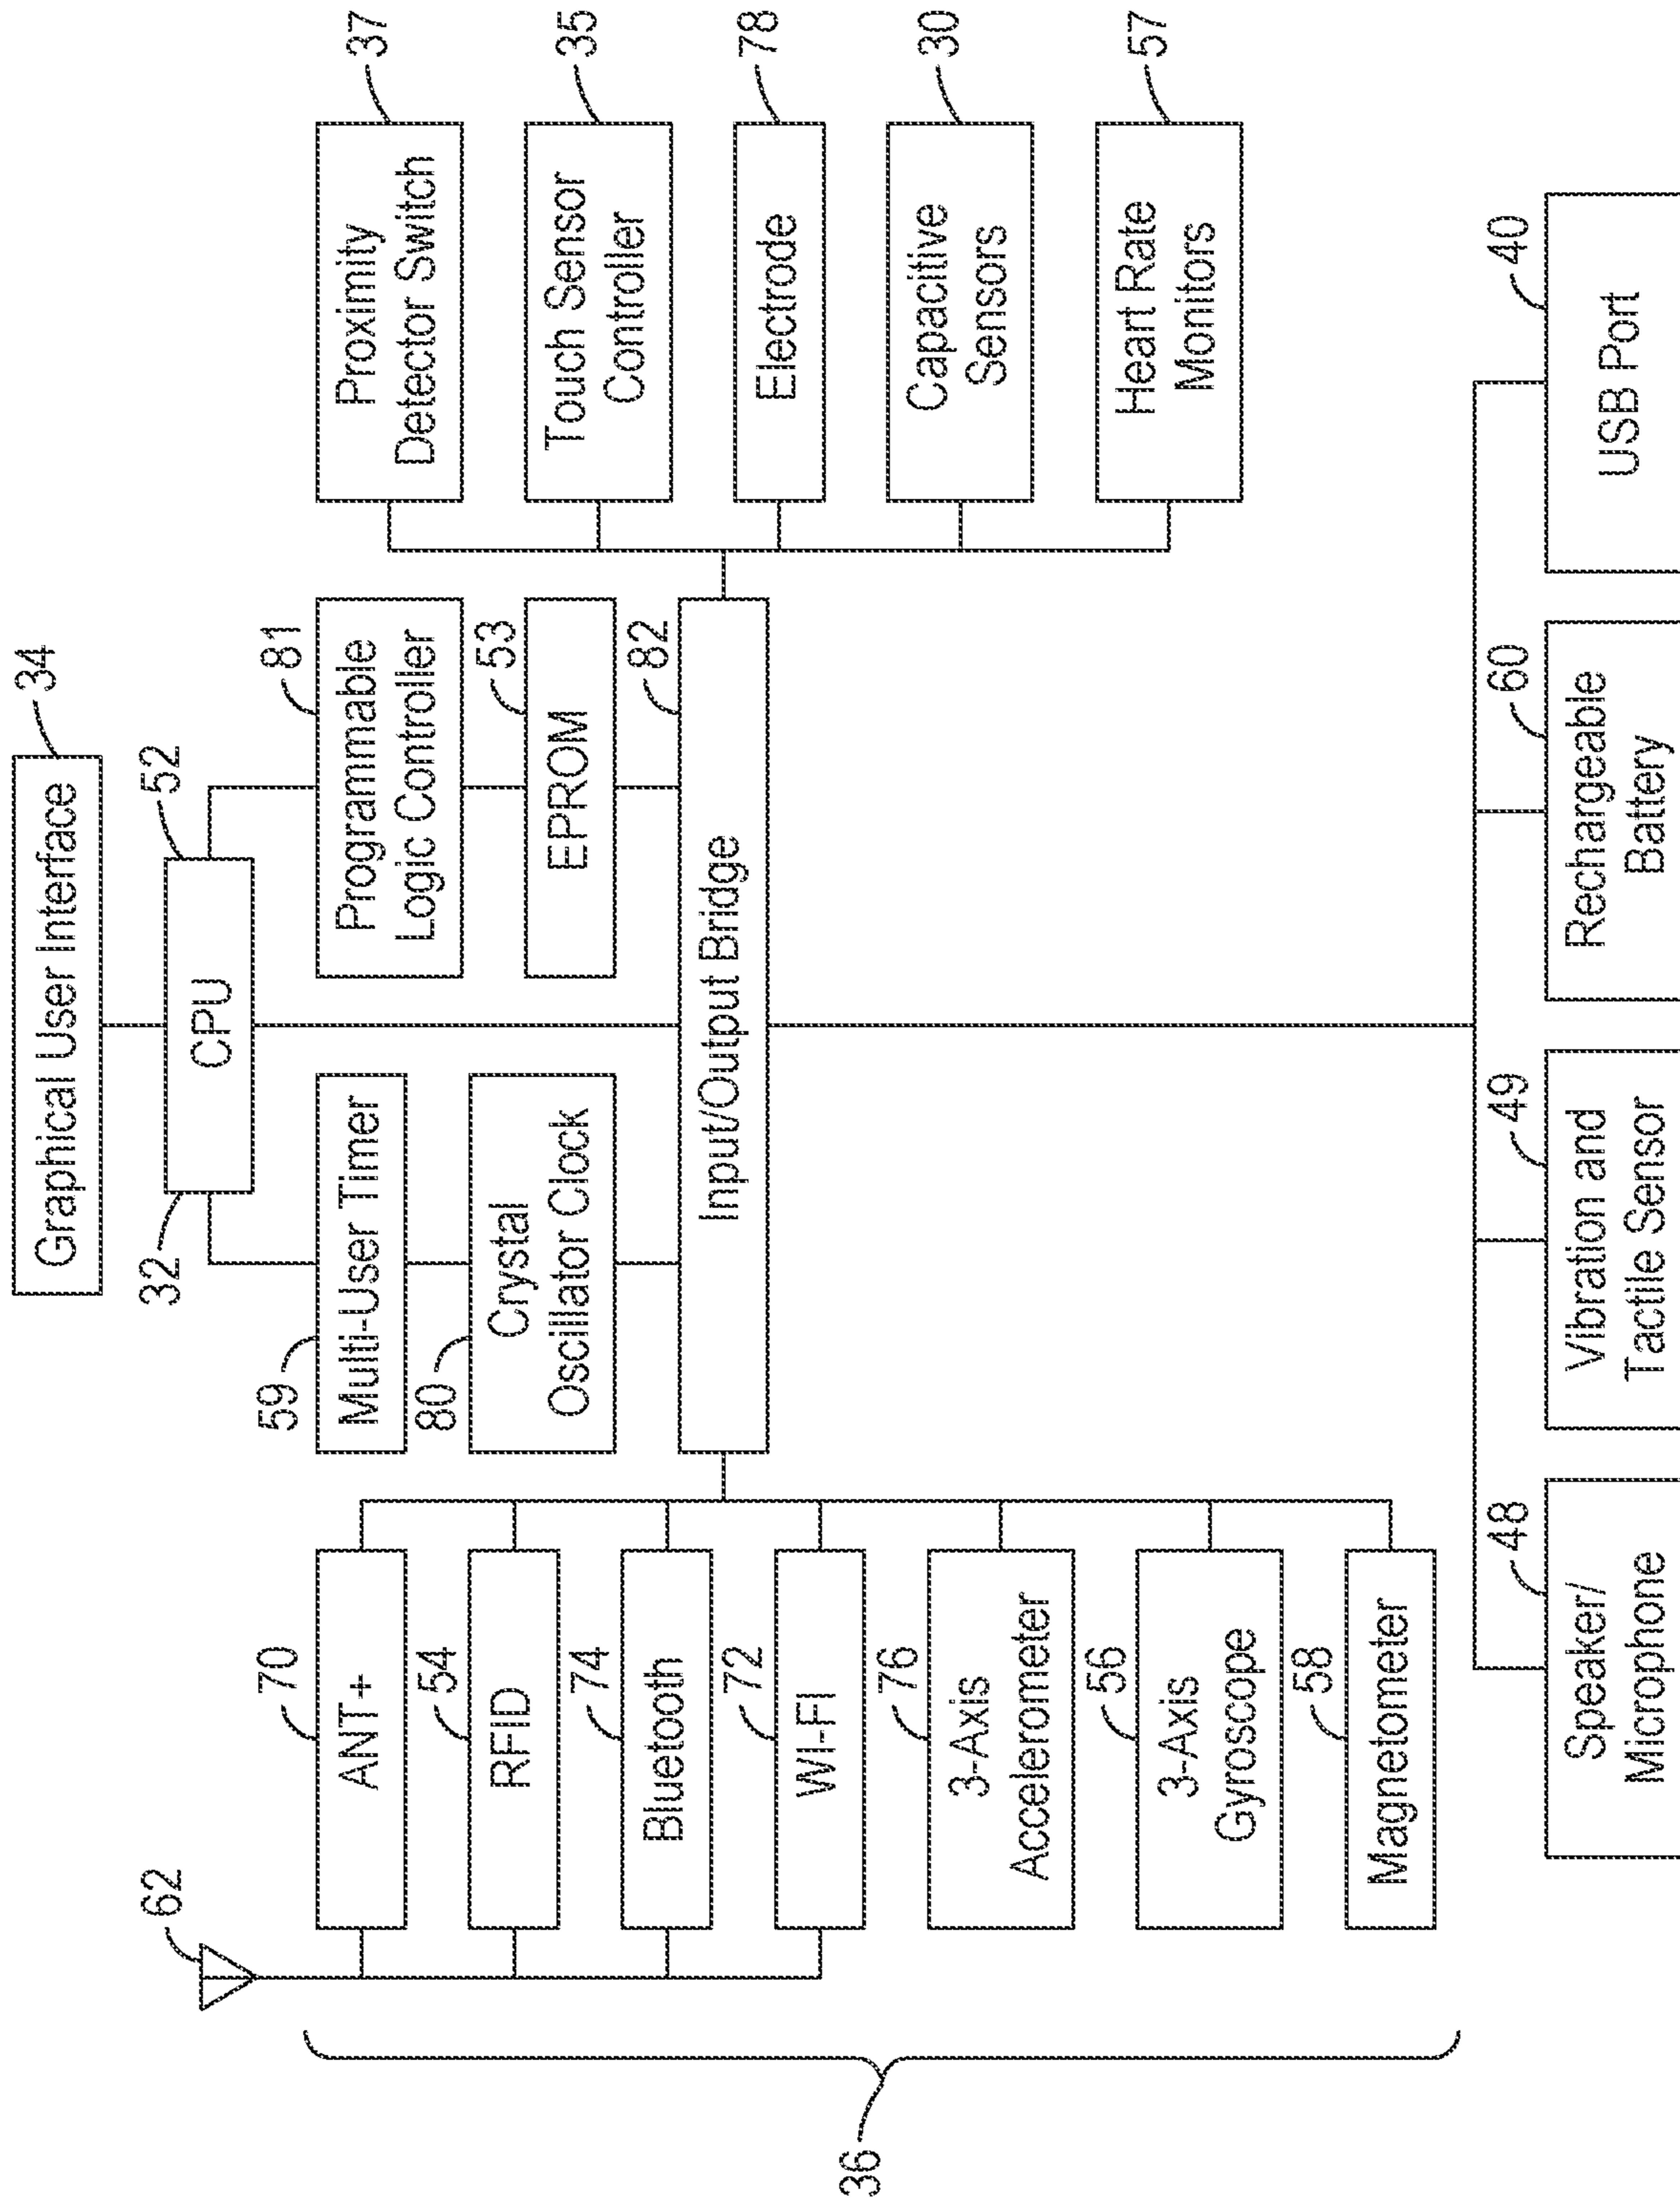 Graphical User Interface
34
32
CPU
52
62
70
ANT +
54
RFID
74
Bluetooth
72
WI-FI
76
3-Axis
Accelerometer
56
3-Axis
Gyroscope
58
Magnetometer
36
59
Multi-User Timer
80
Crystal
Oscillator Clock
81
Programmable
Logic Controller
53
EPROM
82
Input/Output Bridge
Proximity
Detector Switch
37
Touch Sensor
Controller
35
Electrode
78
Capacitive
Sensors
30
Heart Rate
Monitors
57
48
Speaker/
Microphone
49
Vibration and
Tactile Sensor
60
Rechargeable
Battery
40
USB Port